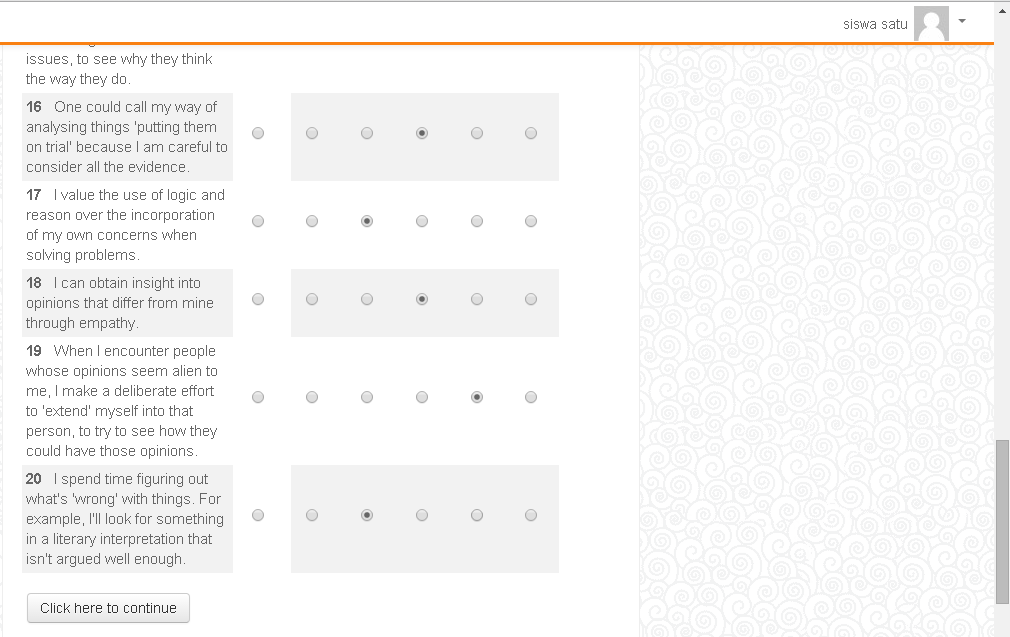 siswa satu
issues, to see why they think
the way they do.
16 One could call my way of
analysing things 'putting them
on trial' because I am careful to
consider all the evidence.
17 I value the use of logic and
reason over the incorporation
of my own concerns when
solving problems.
18 I can obtain insight into
opinions that differ from mine
through empathy.
19 When I encounter people
whose opinions seem alien to
me, I make a deliberate effort
to 'extend' myself into that
person, to try to see how they
could have those opinions.
20 I spend time figuring out
what's 'wrong' with things. For
example, I'll look for something
in a literary interpretation that
isn't argued well enough.
Click here to continue